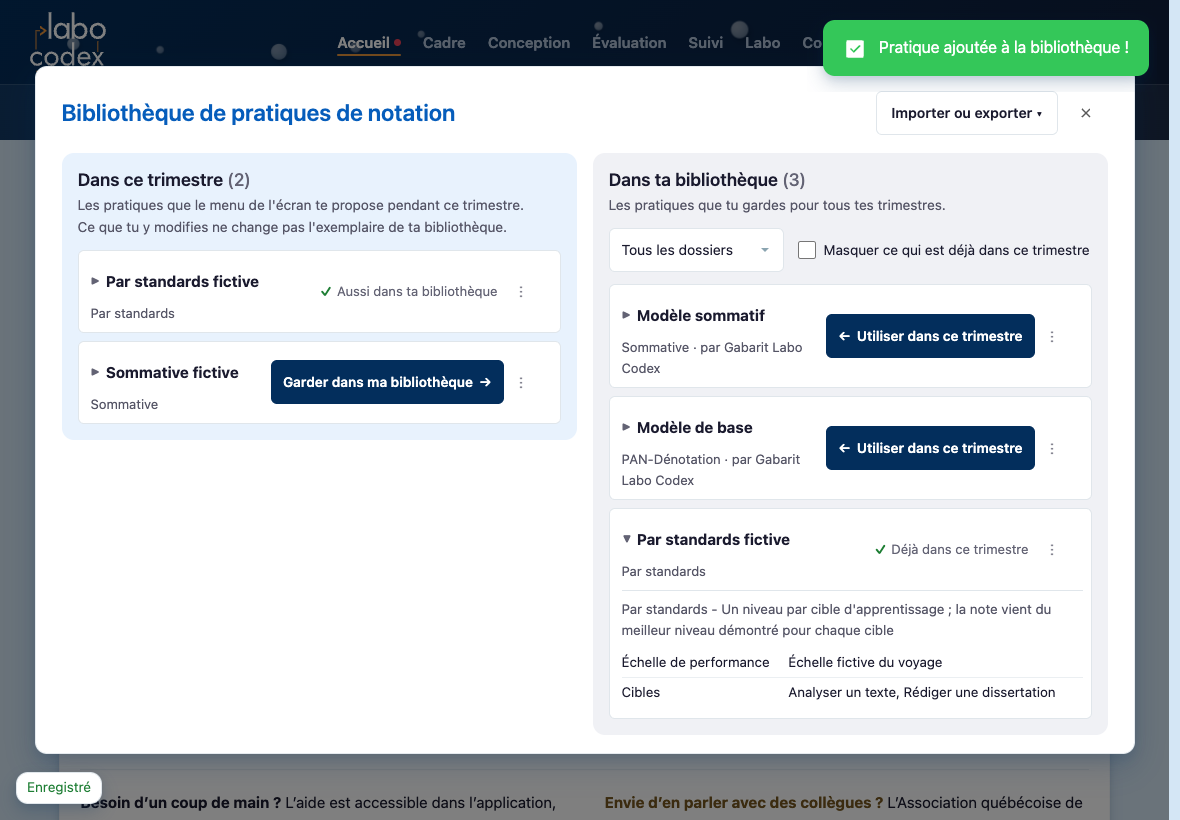 labo
codex
Accueil
Cadre
Conception
Évaluation
Suivi
Labo
Co
Pratique ajoutée à la bibliothèque !
Bibliothèque de pratiques de notation
Importer ou exporter ▾
×
Dans ce trimestre (2)
Les pratiques que le menu de l'écran te propose pendant ce trimestre.
Ce que tu y modifies ne change pas l'exemplaire de ta bibliothèque.
▶ Par standards fictive
✓ Aussi dans ta bibliothèque ⋮
Par standards
▶ Sommative fictive
Garder dans ma bibliothèque → ⋮
Sommative
Dans ta bibliothèque (3)
Les pratiques que tu gardes pour tous tes trimestres.
Tous les dossiers
Masquer ce qui est déjà dans ce trimestre
▶ Modèle sommatif
Sommative · par Gabarit Labo
Codex
← Utiliser dans ce trimestre ⋮
▶ Modèle de base
PAN-Dénotation · par Gabarit
Labo Codex
← Utiliser dans ce trimestre ⋮
▼ Par standards fictive
✓ Déjà dans ce trimestre ⋮
Par standards
Par standards - Un niveau par cible d'apprentissage ; la note vient du
meilleur niveau démontré pour chaque cible
Échelle de performance Échelle fictive du voyage
Cibles Analyser un texte, Rédiger une dissertation
Enregistré
Besoin d’un coup de main ? L’aide est accessible dans l’application,
Envie d’en parler avec des collègues ? L’Association québécoise de